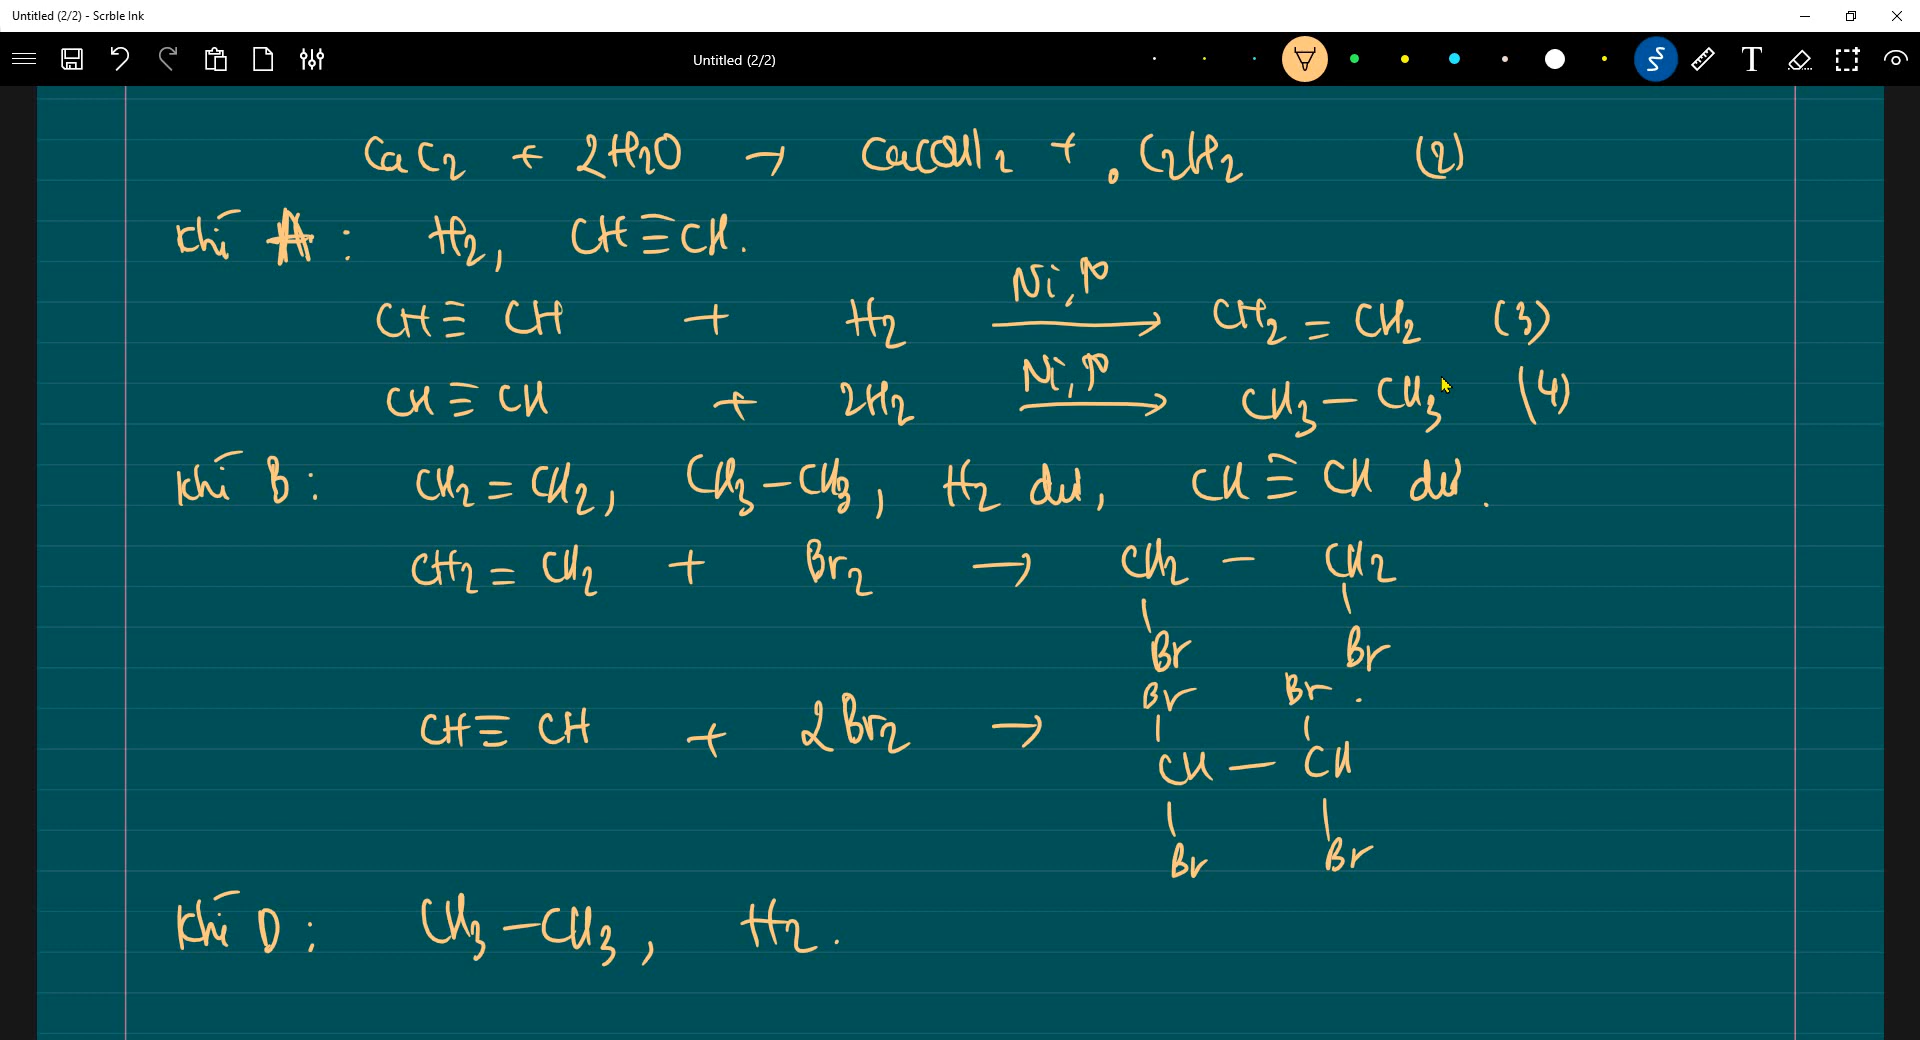 Untitled (2/2) - Scrble Ink
Untitled (2/2)
CaC2 + 2H2O → Ca(OH)2 + C2H2 (2)
Khí A : H2, CH≡CH.
CH≡CH + H2 Ni, t° → CH2=CH2 (3)
CH≡CH + 2H2 Ni, t° → CH3–CH3 (4)
Khí B : CH2=CH2, CH3–CH3, H2 dư, CH≡CH dư.
CH2=CH2 + Br2 → CH2 – CH2
| |
Br Br
Br Br .
| |
CH≡CH + 2Br2 → CH – CH
| |
Br Br
Khí D : CH3–CH3, H2.